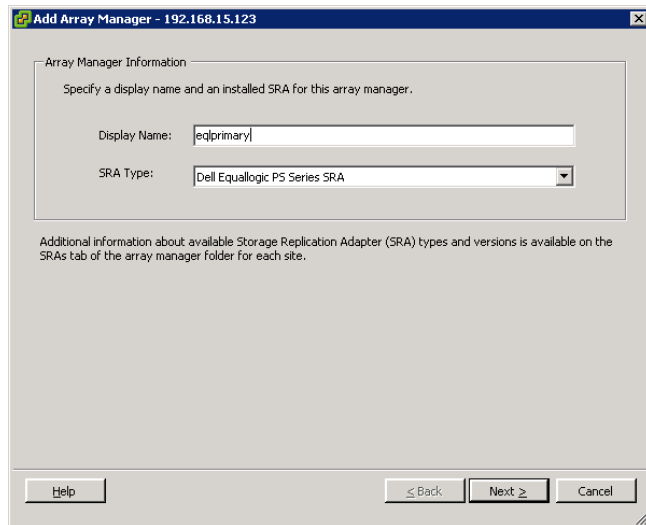 Add Array Manager - 192.168.15.123
Array Manager Information
Specify a display name and an installed SRA for this array manager.
Display Name:
eqlprimary
SRA Type:
Dell Equallogic PS Series SRA
Additional information about available Storage Replication Adapter (SRA) types and versions is available on the
SRAs tab of the array manager folder for each site.
Help
< Back
Next >
Cancel